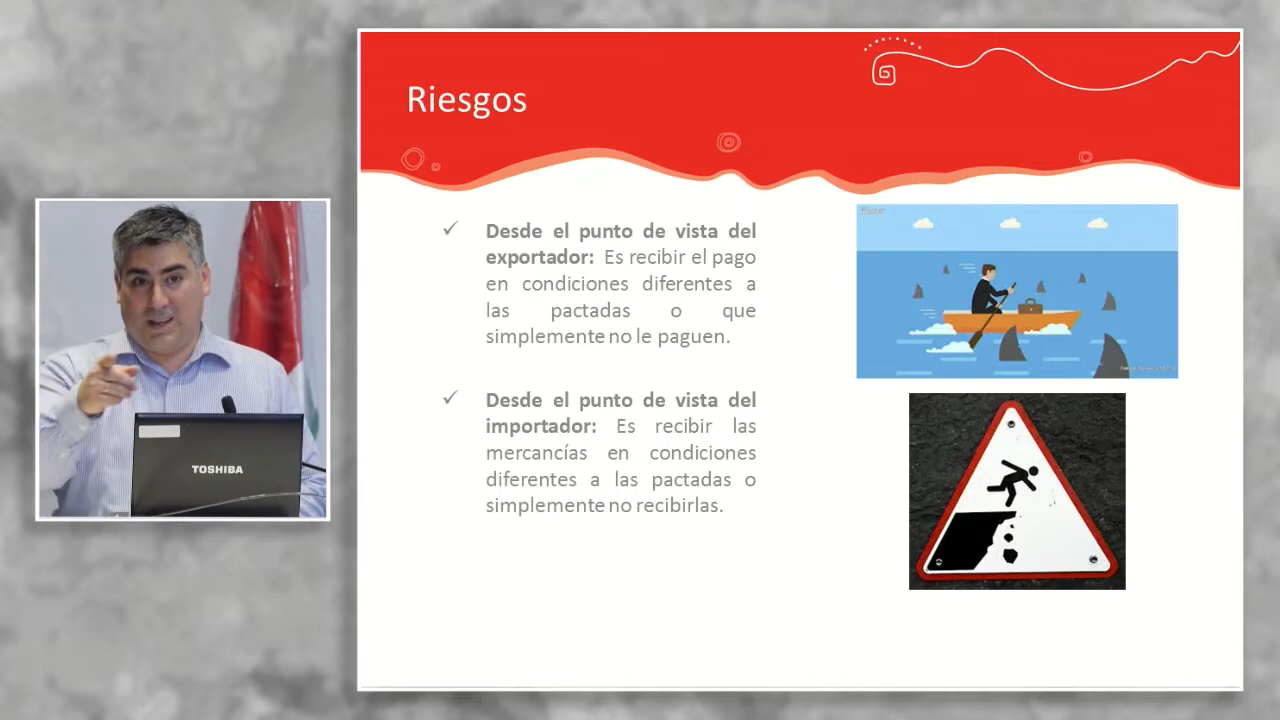 Riesgos
Desde el punto de vista del
exportador: Es recibir el pago
en condiciones diferentes a
las pactadas o que
simplemente no le paguen.
Desde el punto de vista del
importador: Es recibir las
mercancías en condiciones
diferentes a las pactadas o
simplemente no recibirlas.
TOSHIBA